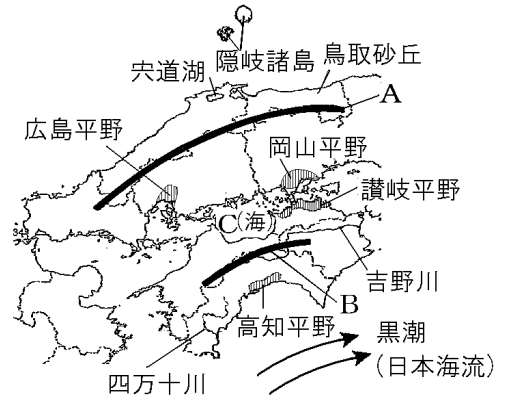 隠岐諸島
鳥取砂丘
宍道湖
A
広島平野
岡山平野
讃岐平野
C(海)
34°
吉野川
B
高知平野
黒潮
(日本海流)
四万十川